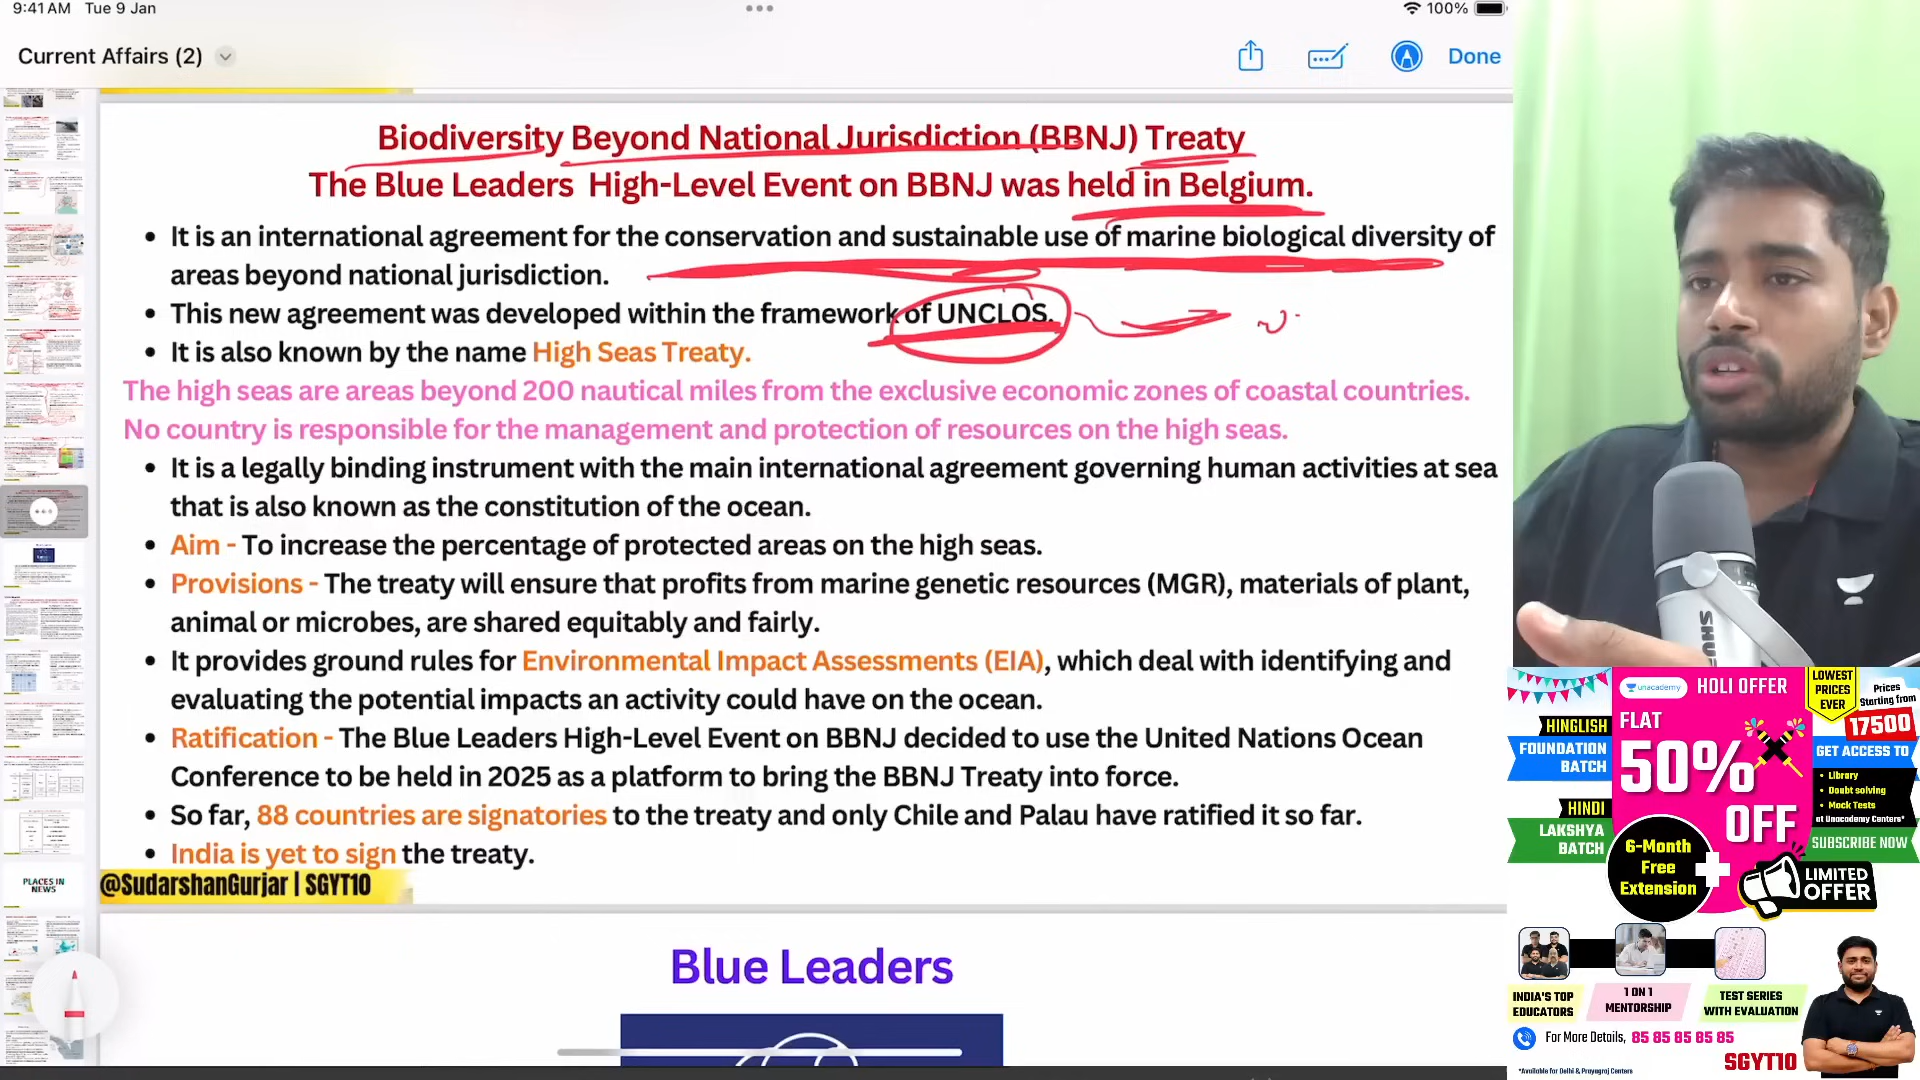 9:41 AM Tue 9 Jan
100%
Current Affairs (2)
Done
Biodiversity Beyond National Jurisdiction (BBNJ) Treaty
The Blue Leaders High-Level Event on BBNJ was held in Belgium.
• It is an international agreement for the conservation and sustainable use of marine biological diversity of
areas beyond national jurisdiction.
• This new agreement was developed within the framework of UNCLOS.
• It is also known by the name High Seas Treaty.
The high seas are areas beyond 200 nautical miles from the exclusive economic zones of coastal countries.
No country is responsible for the management and protection of resources on the high seas.
• It is a legally binding instrument with the main international agreement governing human activities at sea
that is also known as the constitution of the ocean.
• Aim - To increase the percentage of protected areas on the high seas.
• Provisions - The treaty will ensure that profits from marine genetic resources (MGR), materials of plant,
animal or microbes, are shared equitably and fairly.
• It provides ground rules for Environmental Impact Assessments (EIA), which deal with identifying and
evaluating the potential impacts an activity could have on the ocean.
• Ratification - The Blue Leaders High-Level Event on BBNJ decided to use the United Nations Ocean
Conference to be held in 2025 as a platform to bring the BBNJ Treaty into force.
• So far, 88 countries are signatories to the treaty and only Chile and Palau have ratified it so far.
• India is yet to sign the treaty.
@SudarshanGurjar | SGYT10
Blue Leaders
PLACES IN
NEWS
SHU
unacademy
HOLI OFFER
LOWEST
PRICES
EVER
Prices
Starting from
17500
HINGLISH
FOUNDATION
BATCH
HINDI
LAKSHYA
BATCH
FLAT
50%
OFF
6-Month
Free
Extension
GET ACCESS TO
• Library
• Doubt solving
• Mock Tests
at Unacademy Centers*
SUBSCRIBE NOW
LIMITED
OFFER
INDIA'S TOP
EDUCATORS
1 ON 1
MENTORSHIP
TEST SERIES
WITH EVALUATION
For More Details, 85 85 85 85 85
SGYT10
*Available for Delhi & Prayagraj Centers